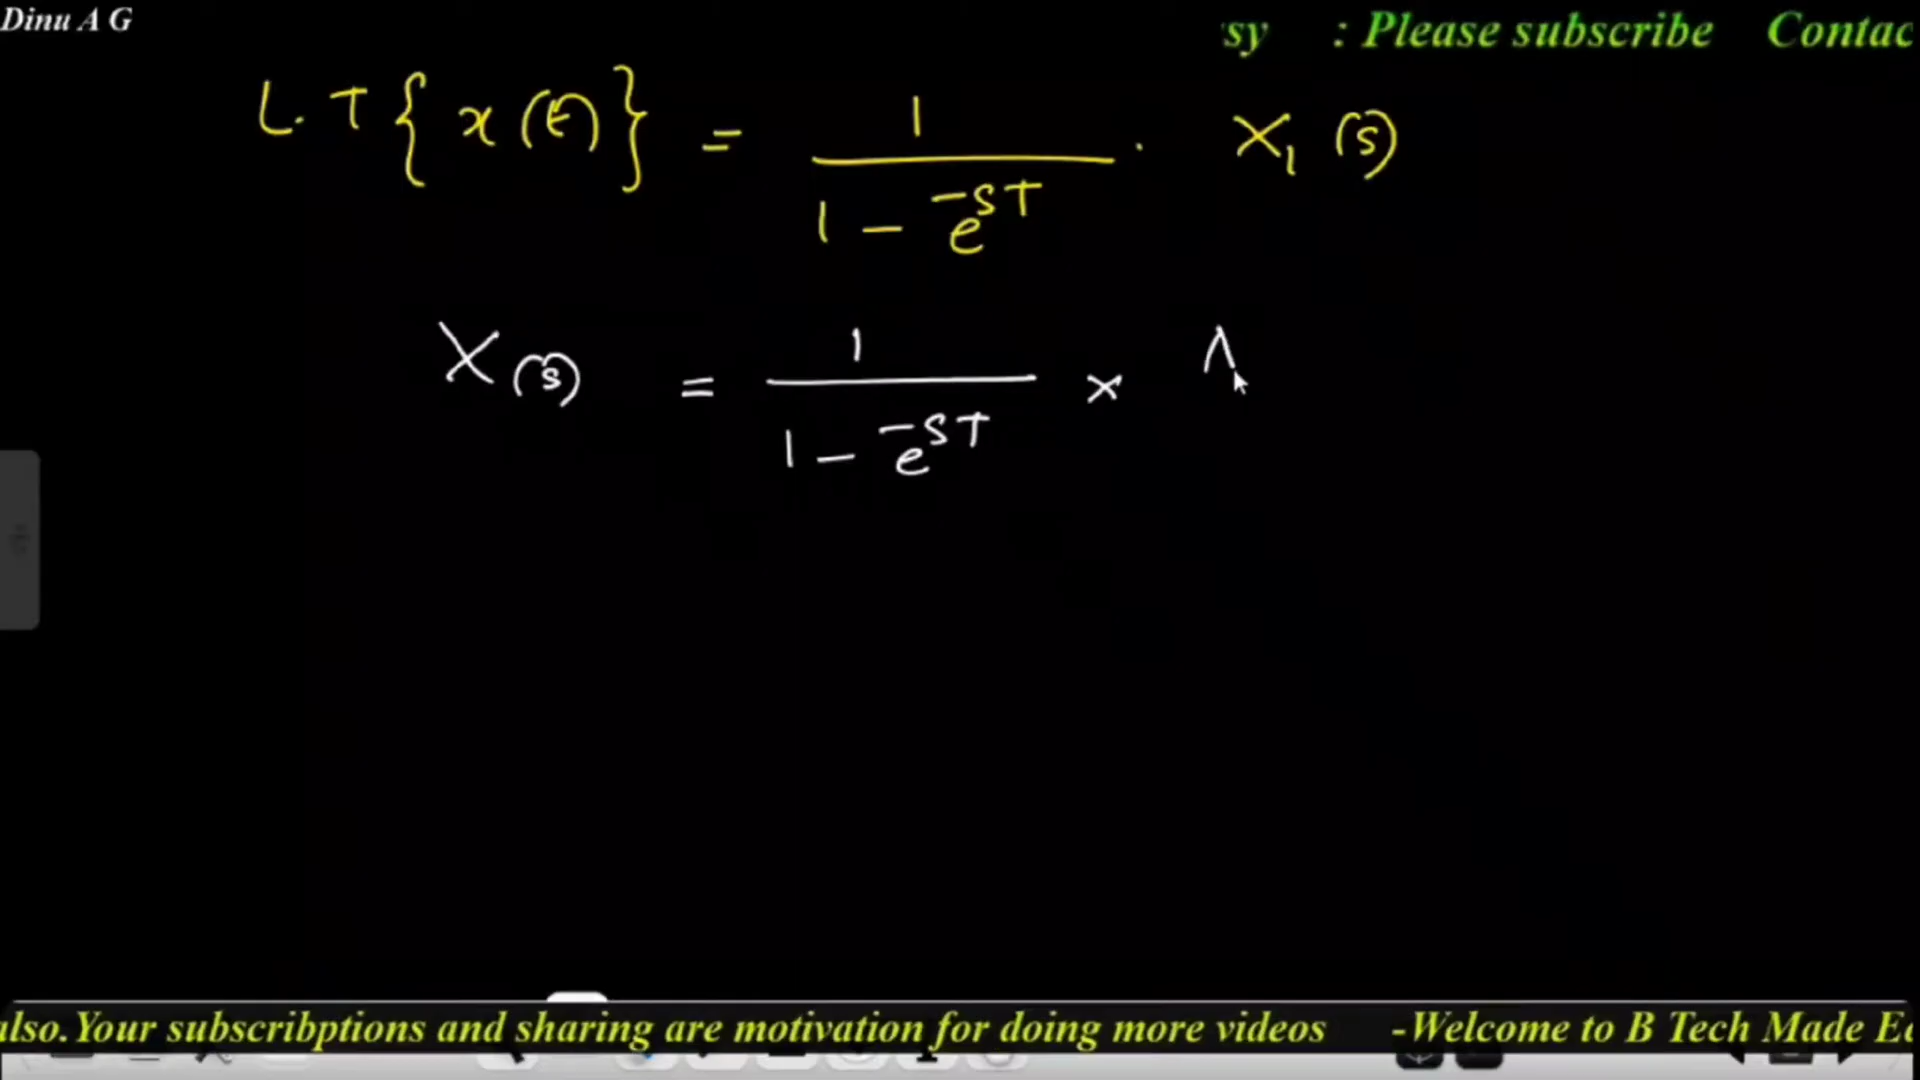 Dinu A G
sy : Please subscribe Contac
L.T{x(t)} = 1/(1 - e^-sT) . X₁(s)
X(s) = 1/(1 - e^-sT) ×
also. Your subscribptions and sharing are motivation for doing more videos -Welcome to B Tech Made Ea